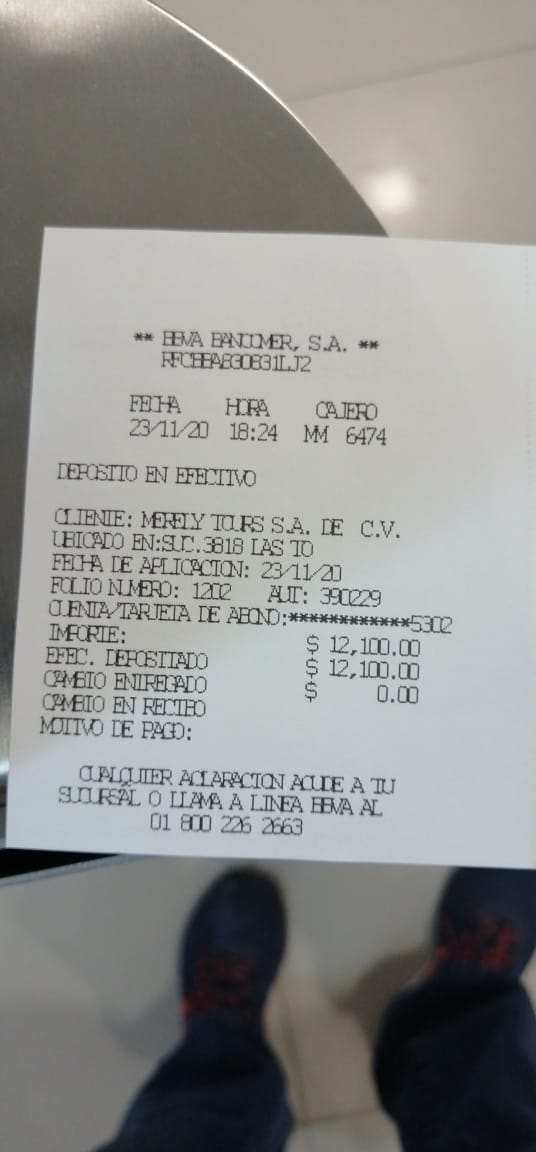 ** BBVA BANCOMER, S.A. **
RFCBBA830831LJ2
FECHA HORA CAJERO
23/11/20 18:24 MM 6474
DEPOSITO EN EFECTIVO
CLIENTE: MERELY TOURS S.A. DE C.V.
UBICADO EN:SUC.3818 LAS TO
FECHA DE APLICACION: 23/11/20
FOLIO NUMERO: 1202 AUT: 390229
CUENTA/TARJETA DE ABONO:************5302
IMPORTE: $ 12,100.00
EFEC. DEPOSITADO $ 12,100.00
CAMBIO ENTREGADO $ 0.00
CAMBIO EN RECIBO
MOTIVO DE PAGO:
CUALQUIER ACLARACION ACUDE A TU
SUCURSAL O LLAMA A LINEA BBVA AL
01 800 226 2663